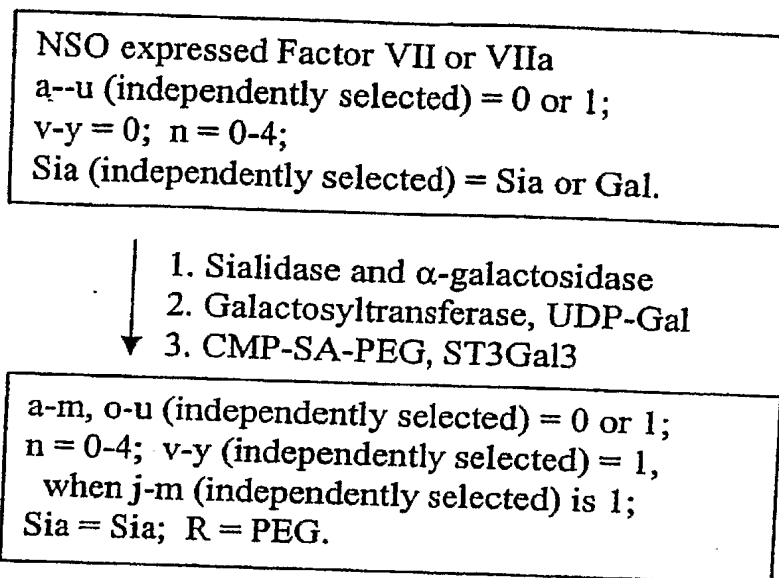 NSO expressed Factor VII or VIIa
a--u (independently selected) = 0 or 1;
v-y = 0; n = 0-4;
Sia (independently selected) = Sia or Gal.
1. Sialidase and α-galactosidase
2. Galactosyltransferase, UDP-Gal
3. CMP-SA-PEG, ST3Gal3
a-m, o-u (independently selected) = 0 or 1;
n = 0-4; v-y (independently selected) = 1,
when j-m (independently selected) is 1;
Sia = Sia; R = PEG.